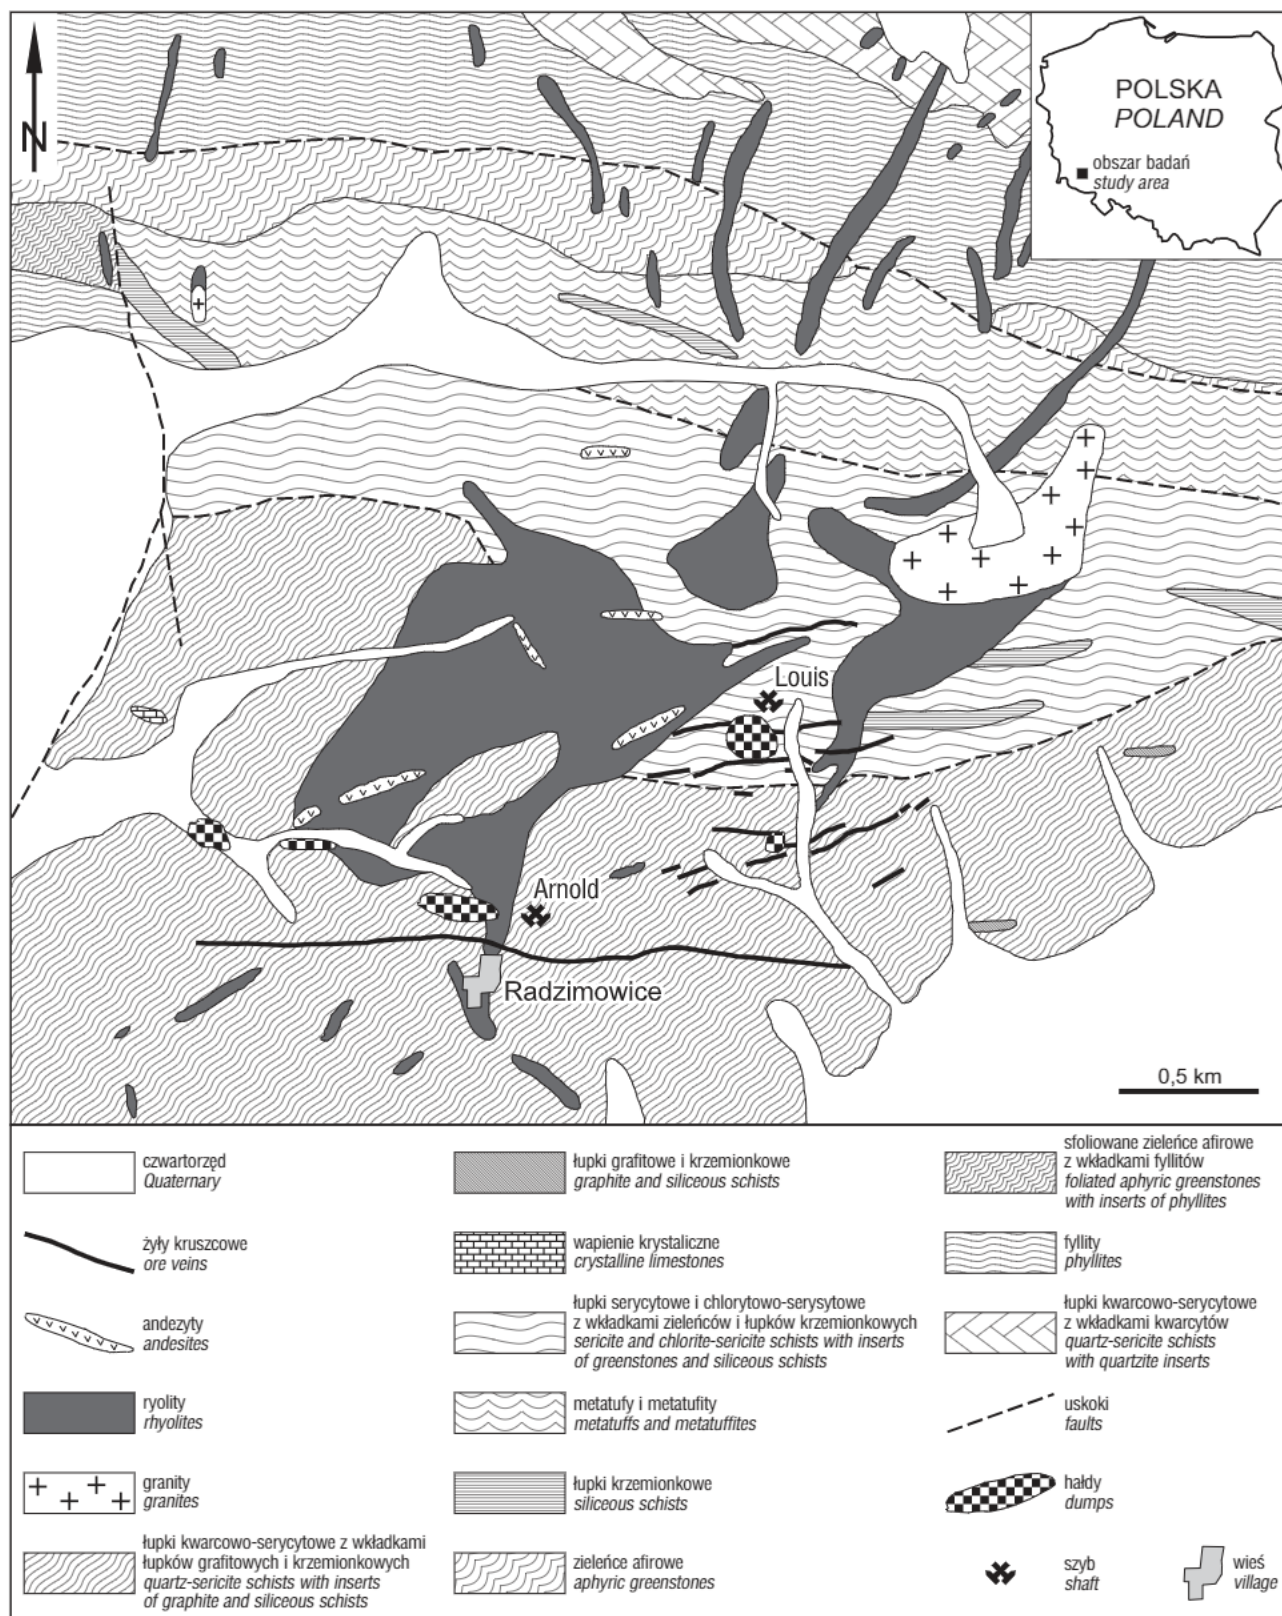 N
POLSKA
POLAND
obszar badań
study area
Louis
Arnold
Radzimowice
0,5 km
czwartorzęd
Quaternary
żyły kruszcowe
ore veins
andezyty
andesites
ryolity
rhyolites
granity
granites
łupki kwarcowo-serycytowe z wkładkami
łupków grafitowych i krzemionkowych
quartz-sericite schists with inserts
of graphite and siliceous schists
łupki grafitowe i krzemionkowe
graphite and siliceous schists
wapienie krystaliczne
crystalline limestones
łupki serycytowe i chlorytowo-serysytowe
z wkładkami zieleńców i łupków krzemionkowych
sericite and chlorite-sericite schists with inserts
of greenstones and siliceous schists
metatufy i metatufity
metatuffs and metatuffites
łupki krzemionkowe
siliceous schists
zieleńce afirowe
aphyric greenstones
sfoliowane zieleńce afirowe
z wkładkami fyllitów
foliated aphyric greenstones
with inserts of phyllites
fyllity
phyllites
łupki kwarcowo-serycytowe
z wkładkami kwarcytów
quartz-sericite schists
with quartzite inserts
uskoki
faults
hałdy
dumps
szyb
shaft
wieś
village